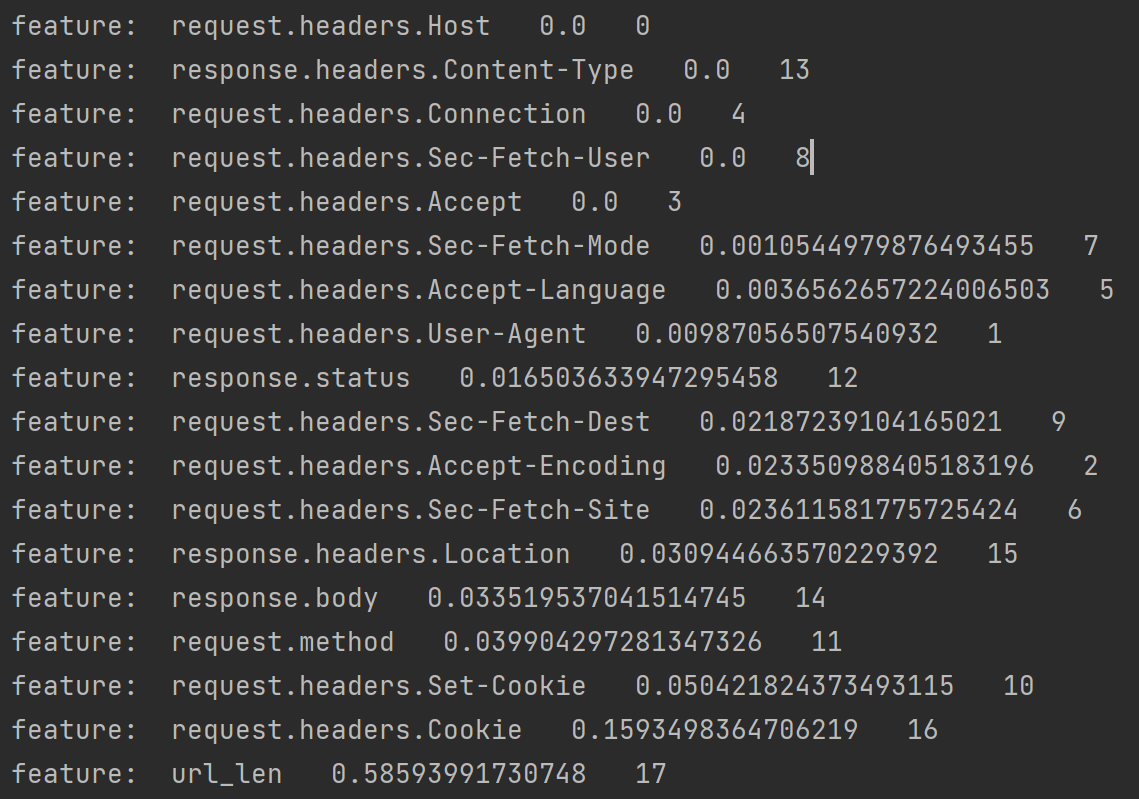 feature:  request.headers.Host   0.0   0
feature:  response.headers.Content-Type   0.0   13
feature:  request.headers.Connection   0.0   4
feature:  request.headers.Sec-Fetch-User   0.0   8
feature:  request.headers.Accept   0.0   3
feature:  request.headers.Sec-Fetch-Mode   0.0010544979876493455   7
feature:  request.headers.Accept-Language   0.0036562657224006503   5
feature:  request.headers.User-Agent   0.00987056507540932   1
feature:  response.status   0.016503633947295458   12
feature:  request.headers.Sec-Fetch-Dest   0.02187239104165021   9
feature:  request.headers.Accept-Encoding   0.023350988405183196   2
feature:  request.headers.Sec-Fetch-Site   0.023611581775725424   6
feature:  response.headers.Location   0.030944663570229392   15
feature:  response.body   0.033519537041514745   14
feature:  request.method   0.0399042972813473​26   11
feature:  request.headers.Set-Cookie   0.050421824373493115   10
feature:  request.headers.Cookie   0.1593498364706219   16
feature:  url_len   0.58593991730748   17